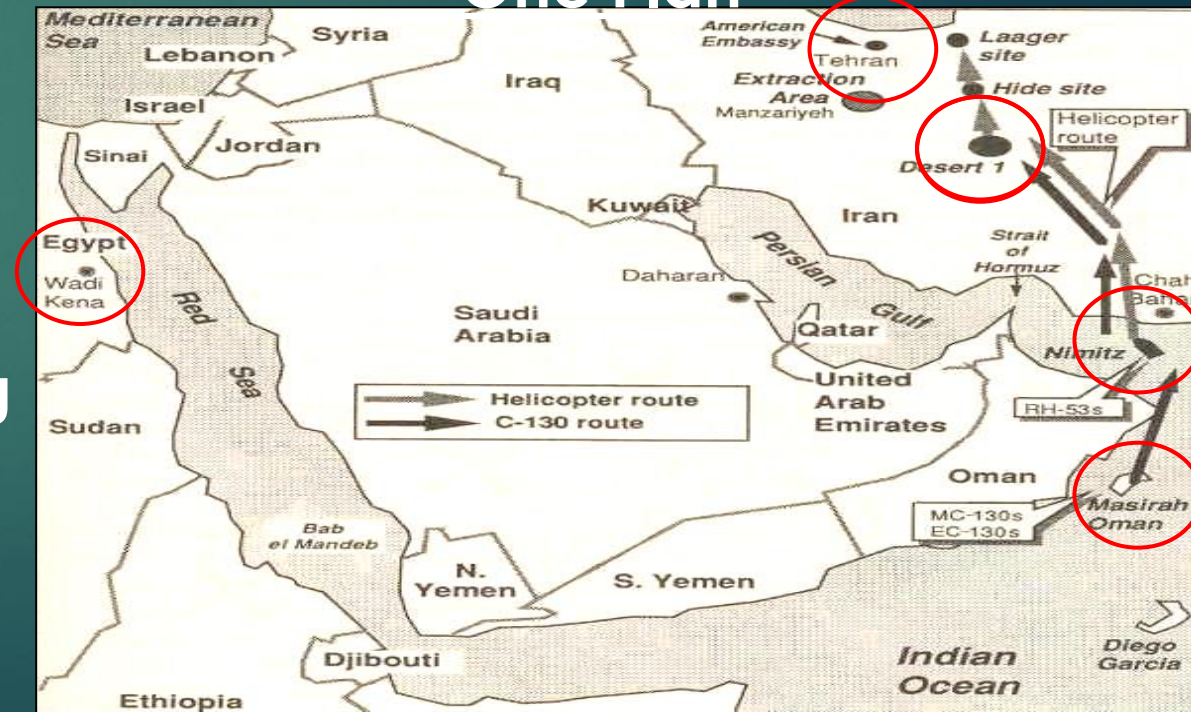 Mediterranean
Sea
Lebanon
Syria
Israel
Jordan
Sinai
Iraq
American
Embassy
Tehran
Extraction
Area
Manzariyeh
Laager
site
Hide site
Helicopter
route
Desert 1
Kuwait
Iran
Strait
of
Hormuz
Persian
Gulf
Egypt
Wadi
Kena
Red
Sea
Daharan
Saudi
Arabia
Qatar
Nimitz
United
Arab
Emirates
RH-53s
Helicopter route
C-130 route
Sudan
Oman
MC-130s
EC-130s
Masirah
Oman
Bab
el Mandeb
N.
Yemen
S. Yemen
Djibouti
Ethiopia
Indian
Ocean
Diego
Garcia